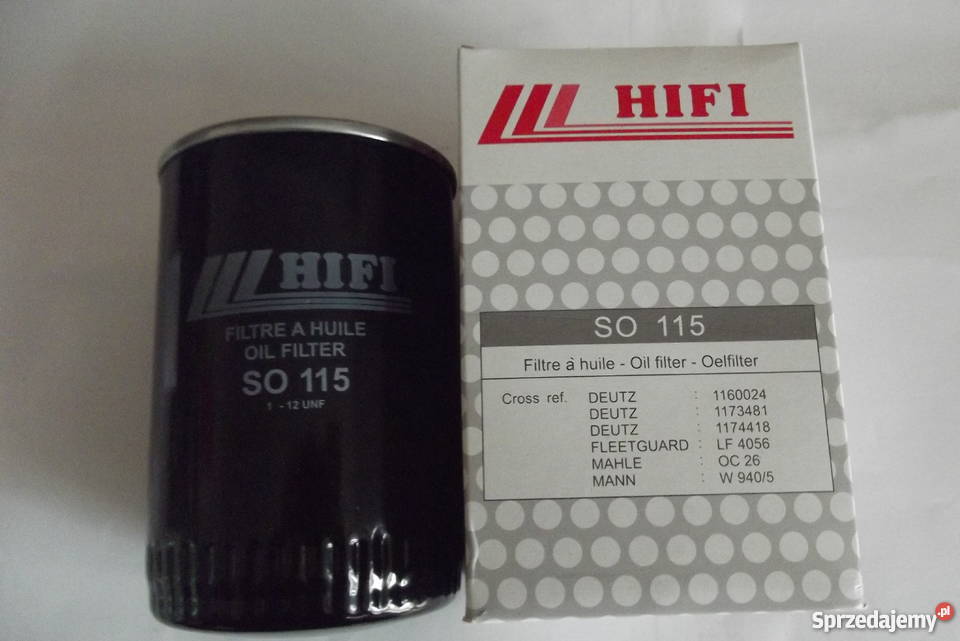 HIFI
FILTRE A HUILE
OIL FILTER
SO 115
1 - 12 UNF
HIFI
SO 115
Filtre à huile - Oil filter - Oelfilter
Cross ref. DEUTZ : 1160024
DEUTZ : 1173481
DEUTZ : 1174418
FLEETGUARD : LF 4056
MAHLE : OC 26
MANN : W 940/5
Sprzedajemy.pl